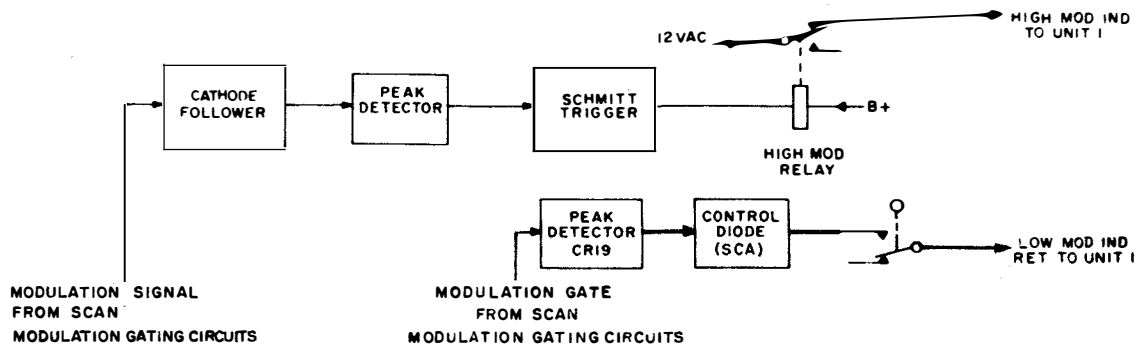 HIGH MOD IND
TO UNIT 1
12 VAC
CATHODE
FOLLOWER
PEAK
DETECTOR
SCHMITT
TRIGGER
B+
HIGH MOD
RELAY
PEAK
DETECTOR
CR19
CONTROL
DIODE
(SCA)
LOW MOD IND
RET TO UNIT 1
MODULATION SIGNAL
FROM SCAN
MODULATION GATING CIRCUITS
MODULATION GATE
FROM SCAN
MODULATION GATING CIRCUITS